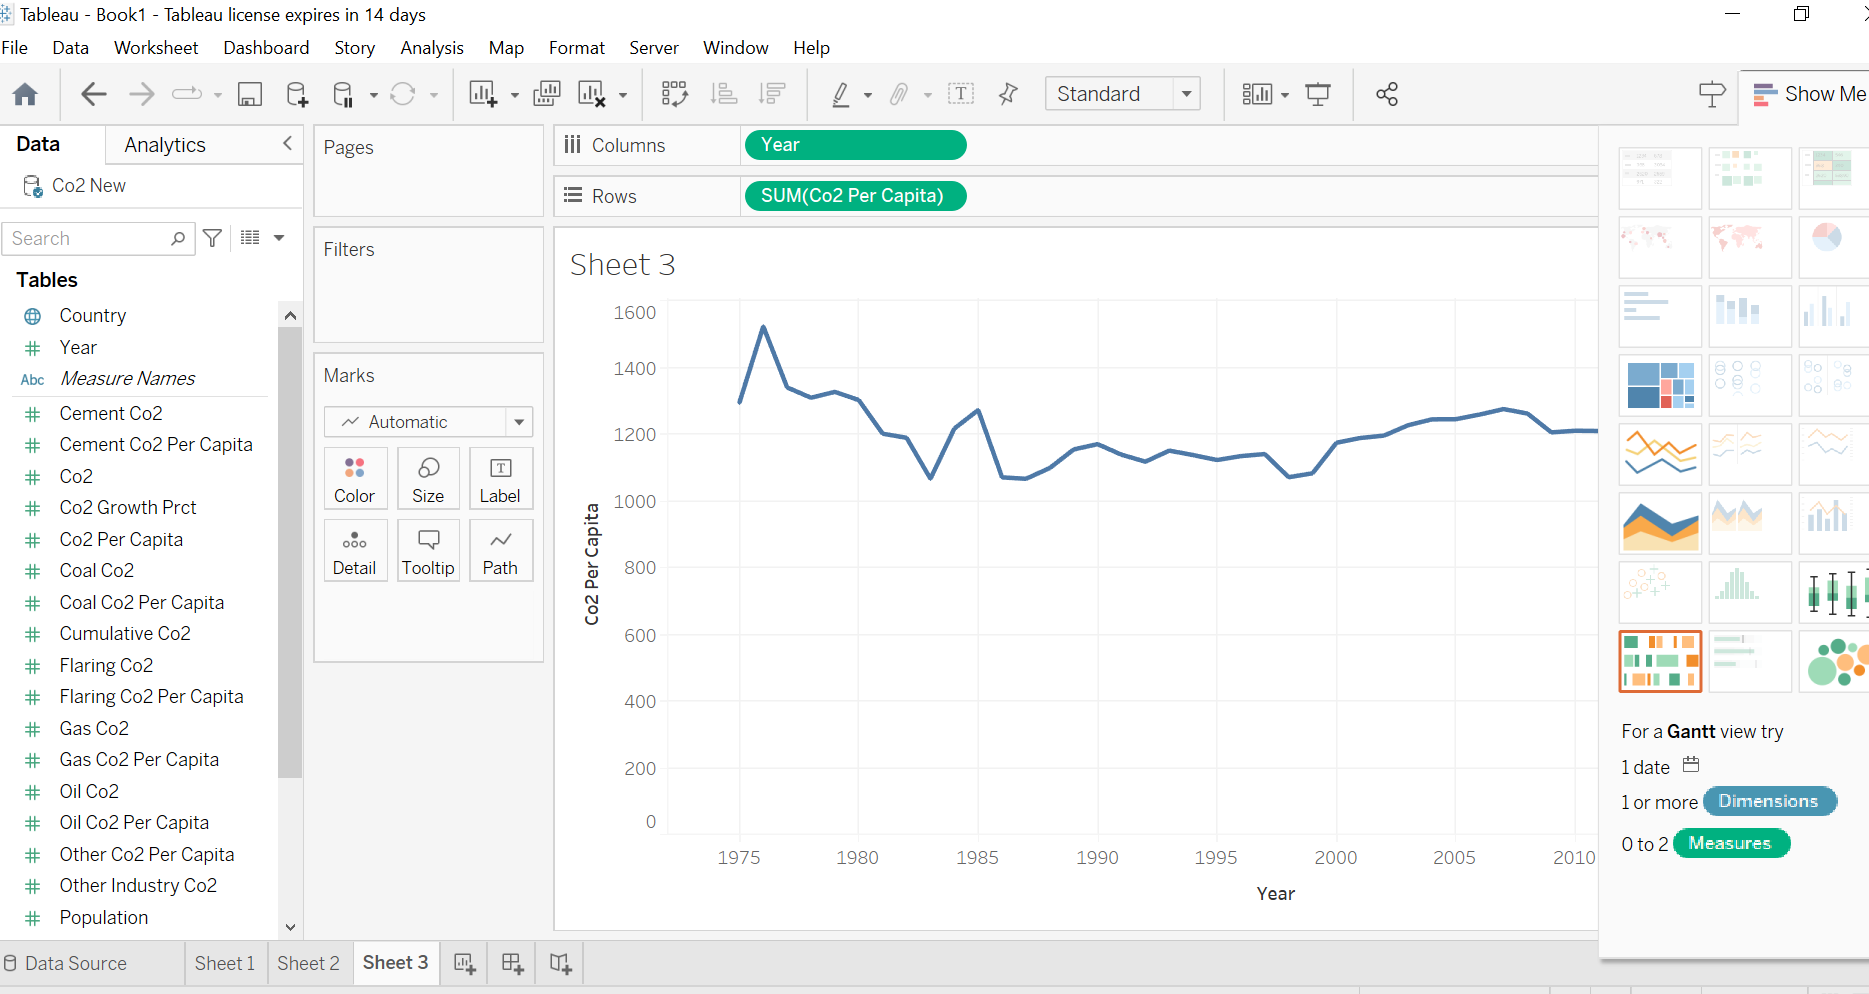 Tableau - Book1 - Tableau license expires in 14 days
File Data Worksheet Dashboard Story Analysis Map Format Server Window Help
Standard
Show Me
Data Analytics
Co2 New
Search
Tables
Country
Year
Abc Measure Names
Cement Co2
Cement Co2 Per Capita
Co2
Co2 Growth Prct
Co2 Per Capita
Coal Co2
Coal Co2 Per Capita
Cumulative Co2
Flaring Co2
Flaring Co2 Per Capita
Gas Co2
Gas Co2 Per Capita
Oil Co2
Oil Co2 Per Capita
Other Co2 Per Capita
Other Industry Co2
Population
Pages
Filters
Marks
Automatic
Color Size Label
Detail Tooltip Path
Columns Year
Rows SUM(Co2 Per Capita)
Sheet 3
1600
1400
1200
1000
800
600
400
200
0
Co2 Per Capita
1975 1980 1985 1990 1995 2000 2005 2010
Year
For a Gantt view try
1 date
1 or more Dimensions
0 to 2 Measures
Data Source Sheet 1 Sheet 2 Sheet 3